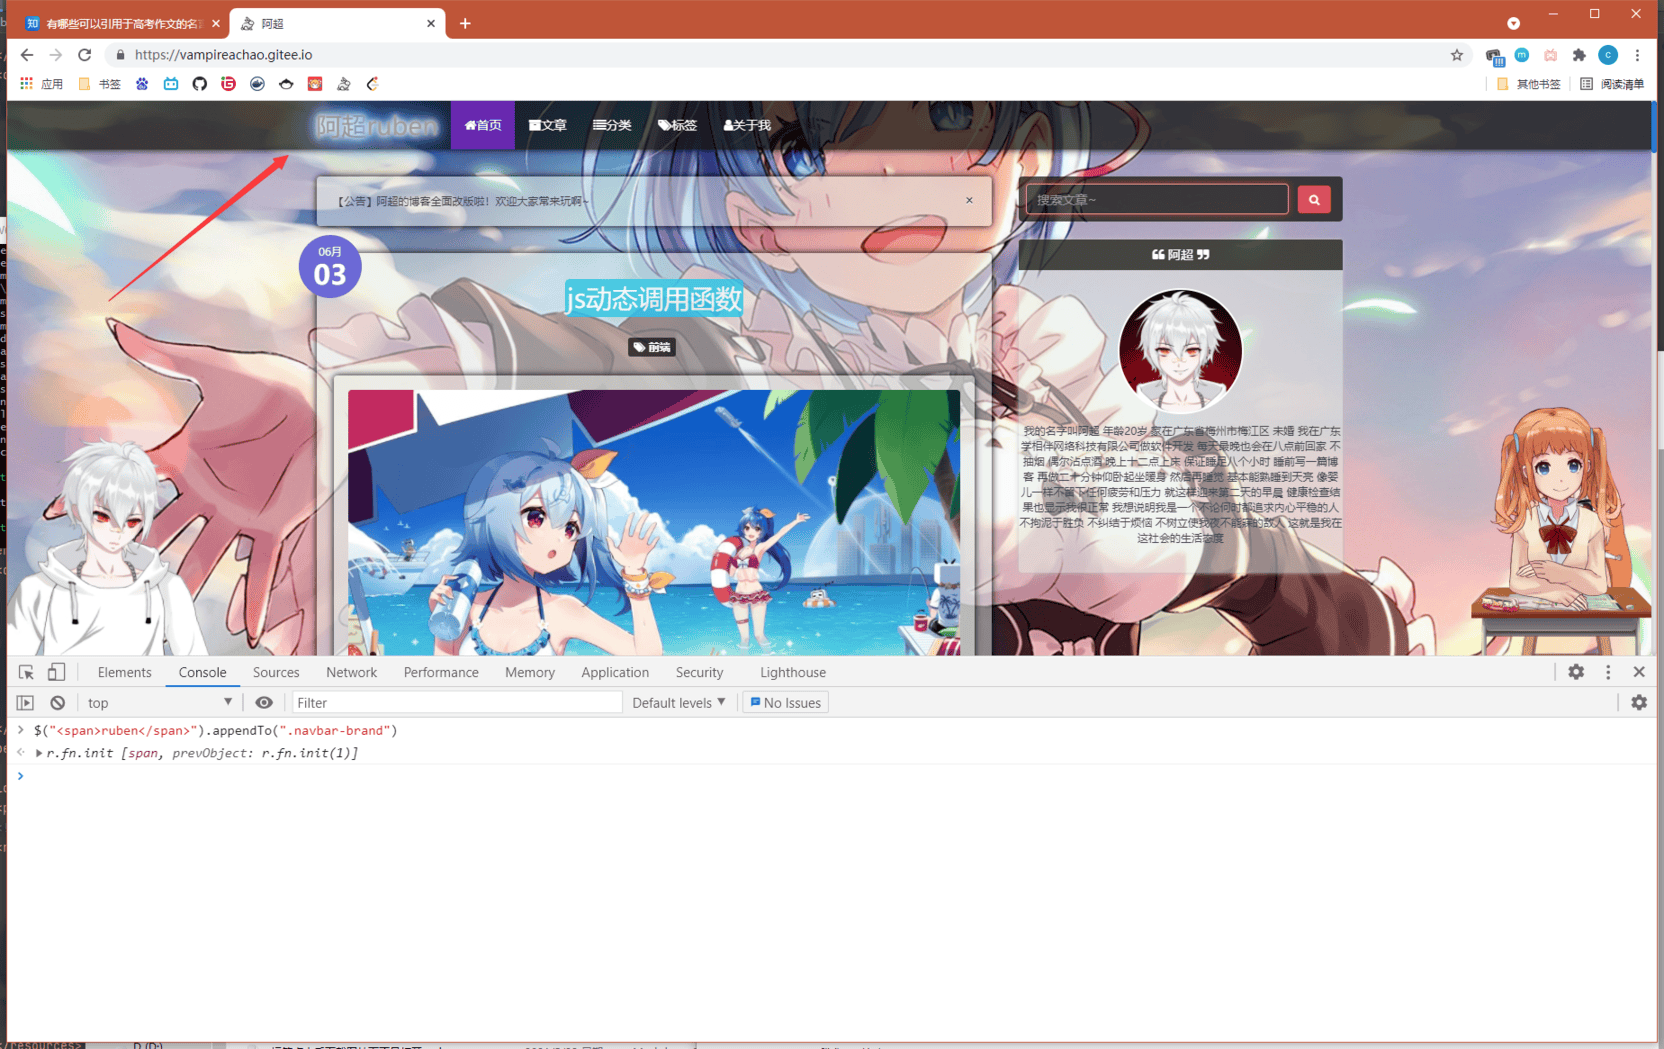 有哪些可以引用于高考作文的名
阿超
https://vampireachao.gitee.io
应用
书签
其他书签
阅读清单
阿超ruben
首页
文章
分类
标签
关于我
【公告】阿超的博客全面改版啦！欢迎大家常来玩啊~
×
搜索文章~
06月
03
js动态调用函数
前端
阿超
我的名字叫阿超 年龄20岁 家在广东省梅州市梅江区 未婚 我在广东
学相伴网络科技有限公司做软件开发 每天最晚也会在八点前回家 不
抽烟 偶尔沾点酒 晚上十二点上床 保证睡足八个小时 睡前写一篇博
客 再做二十分钟仰卧起坐暖身 然后再睡觉 基本能熟睡到天亮 像婴
儿一样不留下任何疲劳和压力 就这样迎来第二天的早晨 健康检查结
果也显示我很正常 我想说明我是一个不论何时都追求内心平稳的人
不拘泥于胜负 不纠结于烦恼 不树立使我夜不能寐的敌人 这就是我在
这社会的生活态度
Elements
Console
Sources
Network
Performance
Memory
Application
Security
Lighthouse
top
Filter
Default levels
No Issues
$("<span>ruben</span>").appendTo(".navbar-brand")
r.fn.init [span, prevObject: r.fn.init(1)]